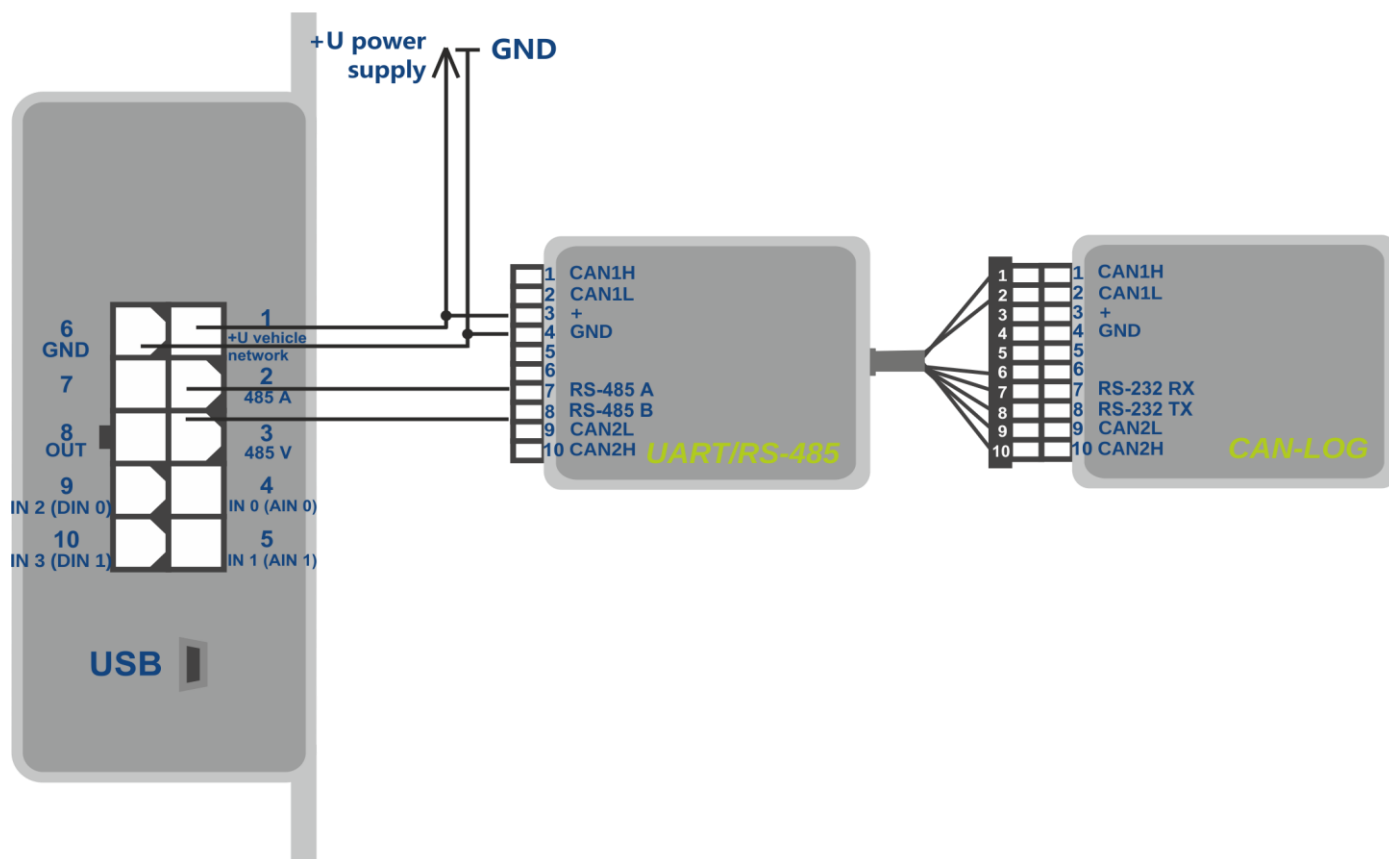 +U power
supply
GND
6
GND
7
8
OUT
9
IN 2 (DIN 0)
10
IN 3 (DIN 1)
1
+U vehicle
network
2
485 A
3
485 V
4
IN 0 (AIN 0)
5
IN 1 (AIN 1)
USB
1 CAN1H
2 CAN1L
3 +
4 GND
5
6
7 RS-485 A
8 RS-485 B
9 CAN2L
10 CAN2H
UART/RS-485
1
2
3
4
5
6
7
8
9
10
1 CAN1H
2 CAN1L
3 +
4 GND
5
6
7 RS-232 RX
8 RS-232 TX
9 CAN2L
10 CAN2H
CAN-LOG